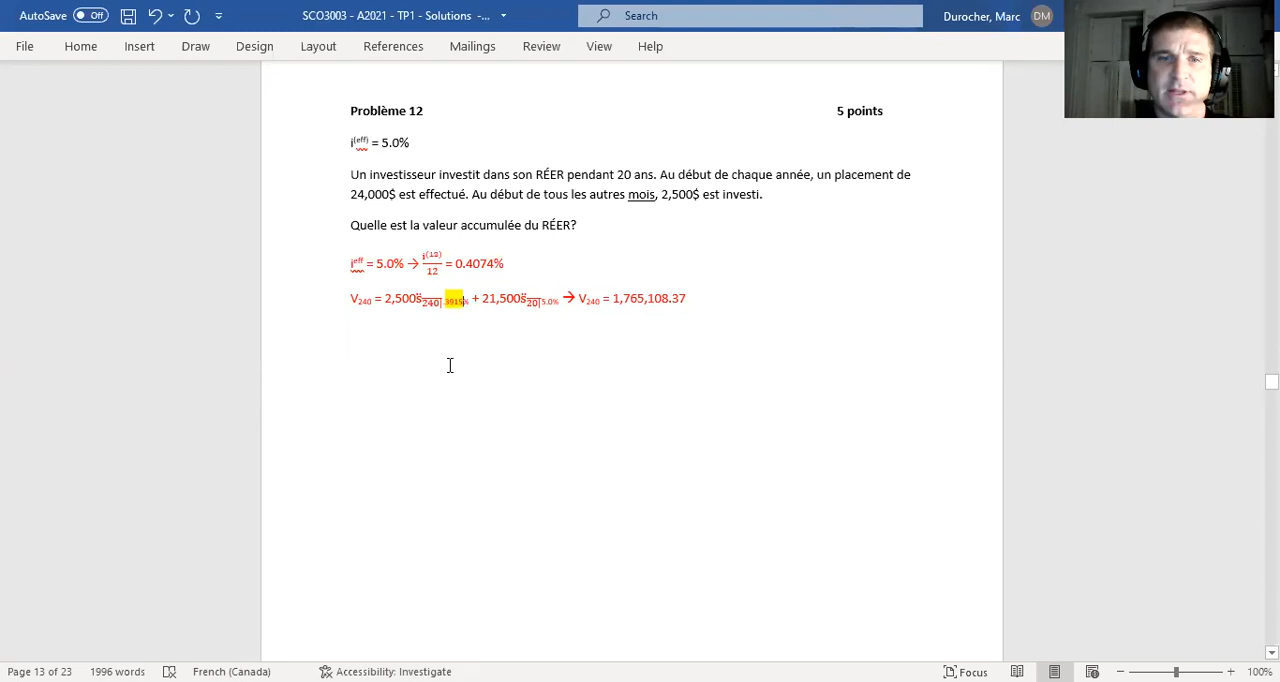 AutoSave Off SCO3003 - A2021 - TP1 - Solutions -... Search Durocher, Marc DM
File Home Insert Draw Design Layout References Mailings Review View Help
Problème 12 5 points
i(eff) = 5.0%
Un investisseur investit dans son RÉER pendant 20 ans. Au début de chaque année, un placement de
24,000$ est effectué. Au début de tous les autres mois, 2,500$ est investi.
Quelle est la valeur accumulée du RÉER?
ieff = 5.0% → i(12)/12 = 0.4074%
V240 = 2,500s̈240| .3915% + 21,500s̈20|5.0% → V240 = 1,765,108.37
Page 13 of 23 1996 words French (Canada) Accessibility: Investigate Focus 100%